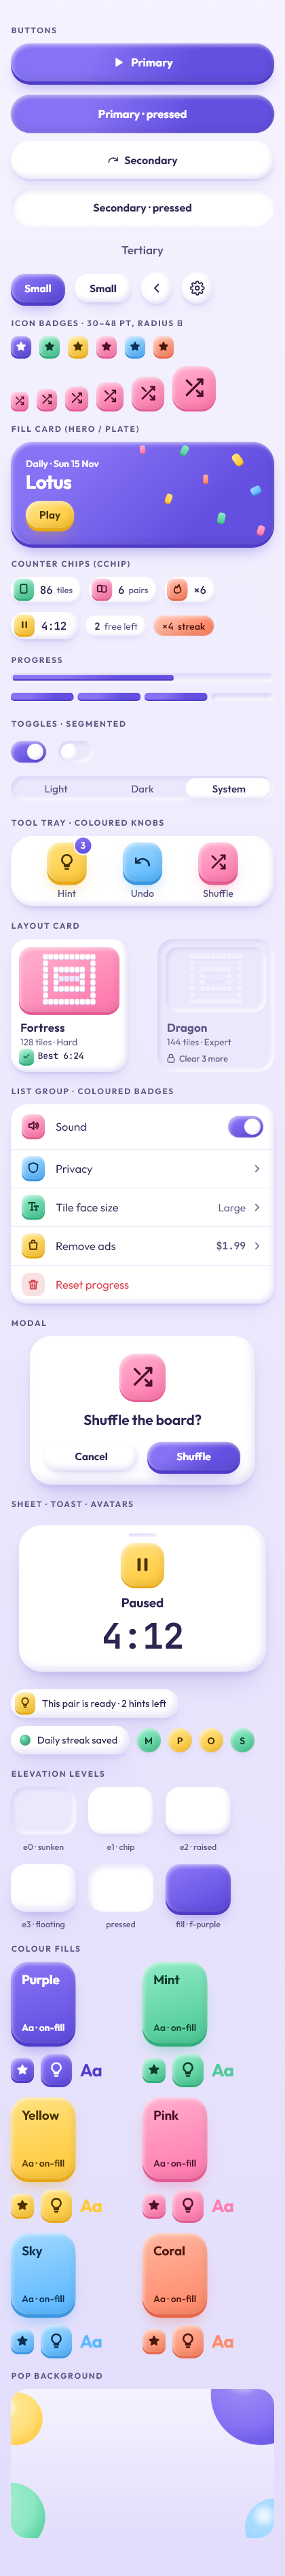 BUTTONS
Primary
Primary · pressed
Secondary
Secondary · pressed
Tertiary
Small Small
ICON BADGES · 30–48 PT, RADIUS
FILL CARD (HERO / PLATE)
Daily · Sun 15 Nov
Lotus
Play
COUNTER CHIPS (CCHIP)
86 tiles 6 pairs ×6
4:12 2 free left ×4 streak
PROGRESS
TOGGLES · SEGMENTED
Light Dark System
TOOL TRAY · COLOURED KNOBS
3
Hint Undo Shuffle
LAYOUT CARD
Fortress Dragon
128 tiles · Hard 144 tiles · Expert
Best 6:24 Clear 3 more
LIST GROUP · COLOURED BADGES
Sound
Privacy
Tile face size Large
Remove ads $1.99
Reset progress
MODAL
Shuffle the board?
Cancel Shuffle
SHEET · TOAST · AVATARS
Paused
4:12
This pair is ready · 2 hints left
Daily streak saved M P O S
ELEVATION LEVELS
e0 · sunken e1 · chip e2 · raised
e3 · floating pressed fill · f-purple
COLOUR FILLS
Purple Mint
Aa · on-fill Aa · on-fill
Aa Aa
Yellow Pink
Aa · on-fill Aa · on-fill
Aa Aa
Sky Coral
Aa · on-fill Aa · on-fill
Aa Aa
POP BACKGROUND